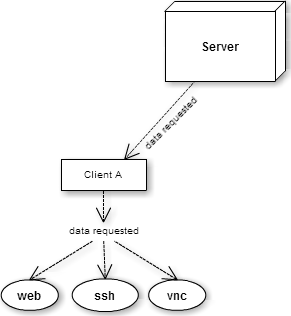 Server
data requested
Client A
data requested
web
ssh
vnc